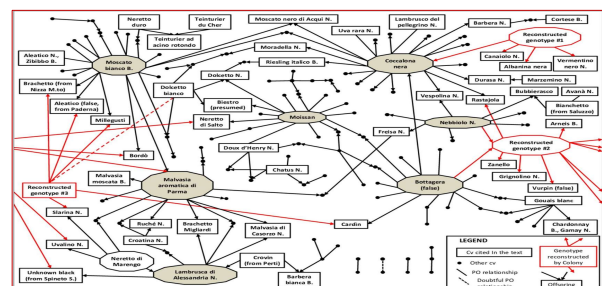 Neretto
duro
Teinturier
du Cher
Teinturier ad
acino rotondo
Moscato nero di Acqui N.
Lambrusco del
pellegrino N.
Barbera N.
Cortese B.
Uva rara N.
Reconstructed
genotype #1
Aleatico N.,
Zibibbo B.
Moscato
bianco B.
Moradella N.
Riesling Italico B.
Coccalona
nera
Canaiolo N.
Vermentino
nero N.
Albanina nera
Brachetto (from
Nizza M.to)
Dolcetto
bianco
Dolcetto N.
Durasa N.
Marzemino N.
Aleatico (false,
from Paderna)
Millegusti
Biestro
(presumed)
Moissan
Vespolina N.
Rastajola
Bubbierasco
Avanà N.
Neretto
di Salto
Nebbiolo N.
Bianchetto
(from Saluzzo)
Freisa N.
Arneis B.
Bordò
Doux d'Henry N.
Reconstructed
genotype #2
Malvasia
moscata B.
Malvasia
aromatica di
Parma
Chatus N.
Bottagera
(false)
Zanello
Grignolino N.
Reconstructed
genotype #3
Vurpin (false)
Gouais blanc
Slarina N.
Ruché N.
Brachetto
Migliardi
Malvasia di
Casorzo N.
Cardin
Chardonnay
B., Gamay N.
Uvalino N.
Croatina N.
Crovin
(from Perti)
LEGEND
Neretto di
Marengo
Cv cited in the text
Other cv
Genotype
reconstructed
by Colony
Unknown black
(from Spineto S.)
Lambrusca di
Alessandria N.
Barbera
bianca B.
PO relationship
Doubtful PO
Offspring